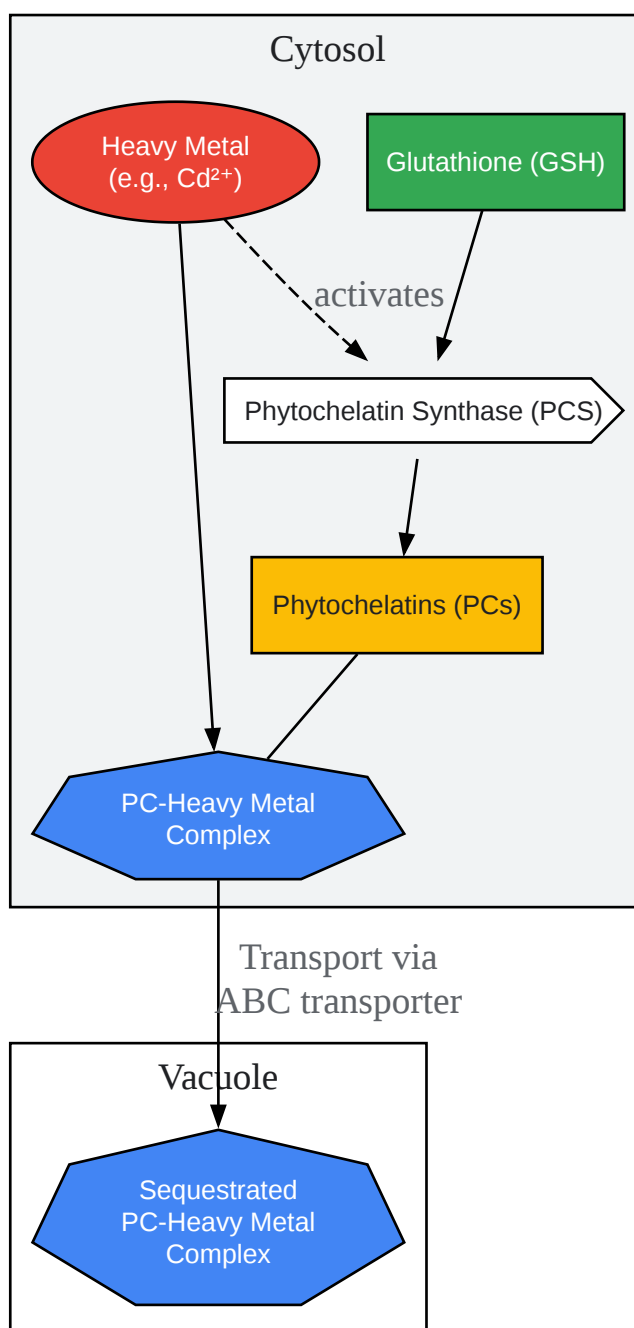 Cytosol
Heavy Metal
(e.g., Cd²⁺)
Glutathione (GSH)
activates
Phytochelatin Synthase (PCS)
Phytochelatins (PCs)
PC-Heavy Metal
Complex
Transport via
ABC transporter
Vacuole
Sequestrated
PC-Heavy Metal
Complex